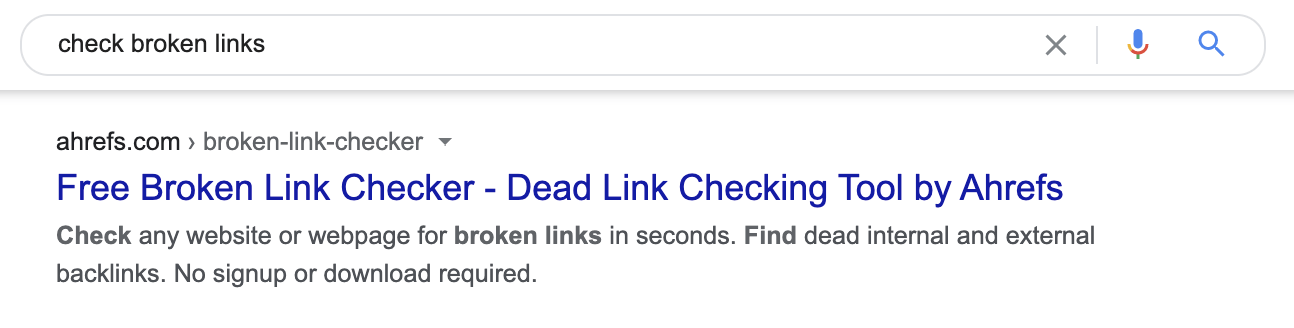 check broken links
ahrefs.com › broken-link-checker
Free Broken Link Checker - Dead Link Checking Tool by Ahrefs
Check any website or webpage for broken links in seconds. Find dead internal and external
backlinks. No signup or download required.